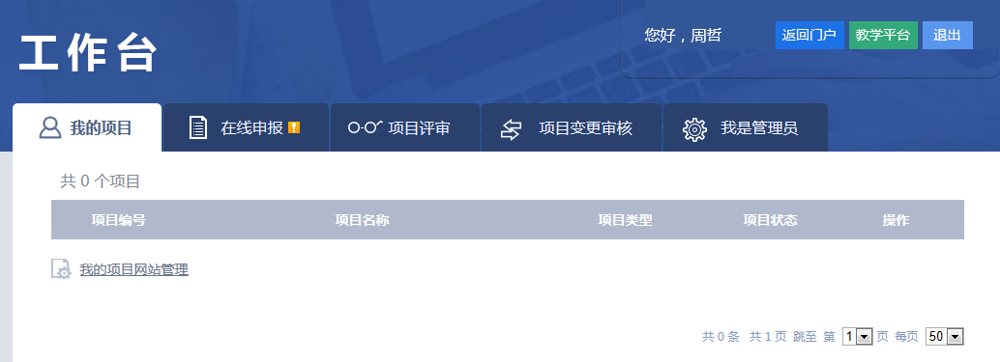 工作台
您好，周哲 返回门户 教学平台 退出
我的项目 在线申报 项目评审 项目变更审核 我是管理员
共 0 个项目
项目编号 项目名称 项目类型 项目状态 操作
我的项目网站管理
共 0 条 共 1 页 跳至 第 1 页 每页 50